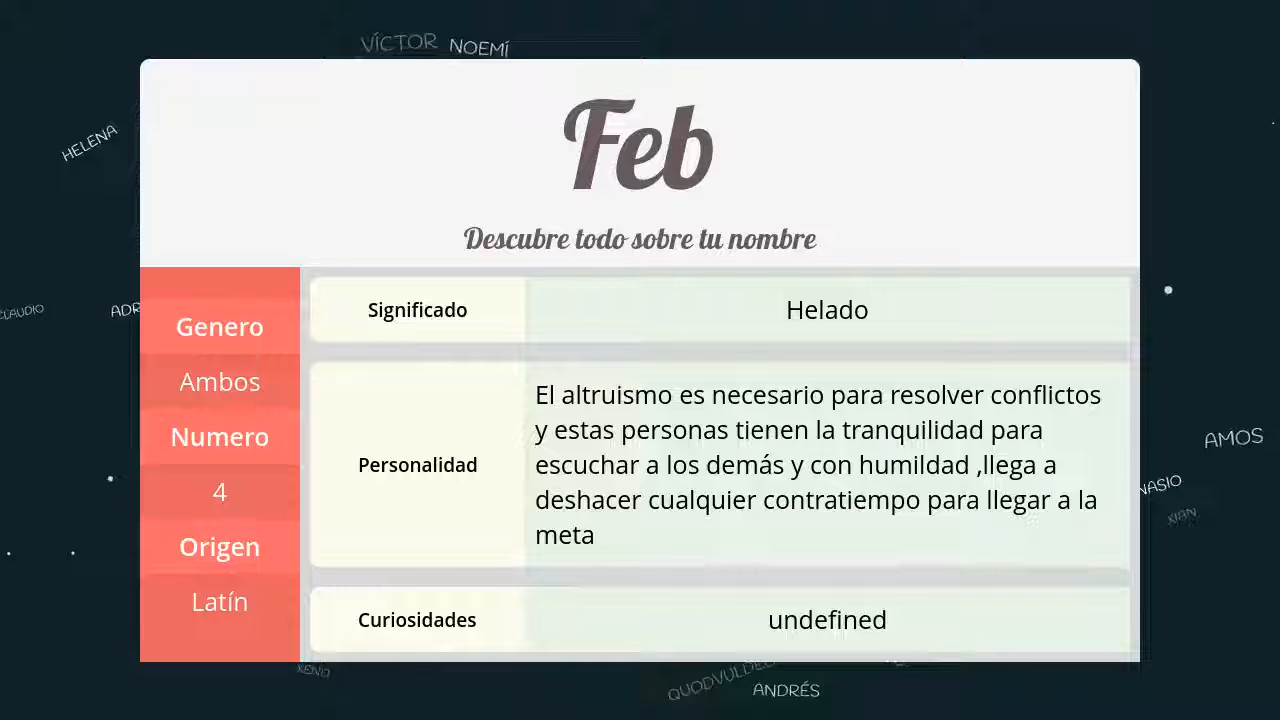 VÍCTOR NOEMÍ
HELENA
Feb
Descubre todo sobre tu nombre
CLAUDIO
Genero
Ambos
Numero
4
Origen
Latín
Significado
Helado
Personalidad
El altruismo es necesario para resolver conflictos
y estas personas tienen la tranquilidad para
escuchar a los demás y con humildad ,llega a
deshacer cualquier contratiempo para llegar a la
meta
Curiosidades
undefined
AMOS
XIAN
XENO
ANDRÉS